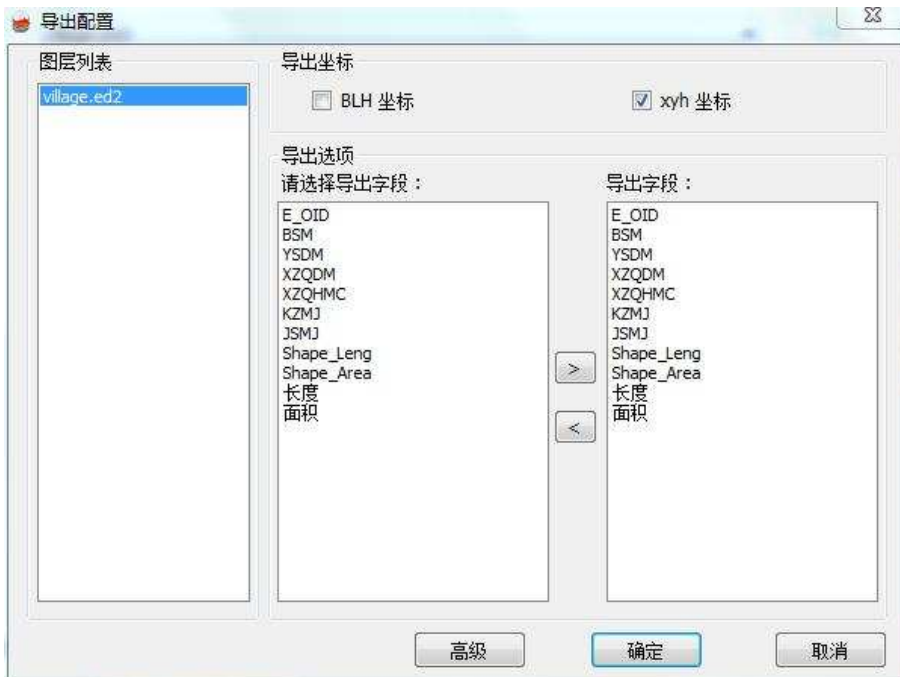 导出配置
图层列表
village.ed2
导出坐标
BLH 坐标
xyh 坐标
导出选项
请选择导出字段：
E_OID
BSM
YSDM
XZQDM
XZQHMC
KZMJ
JSMJ
Shape_Leng
Shape_Area
长度
面积
>
<
导出字段：
E_OID
BSM
YSDM
XZQDM
XZQHMC
KZMJ
JSMJ
Shape_Leng
Shape_Area
长度
面积
高级
确定
取消